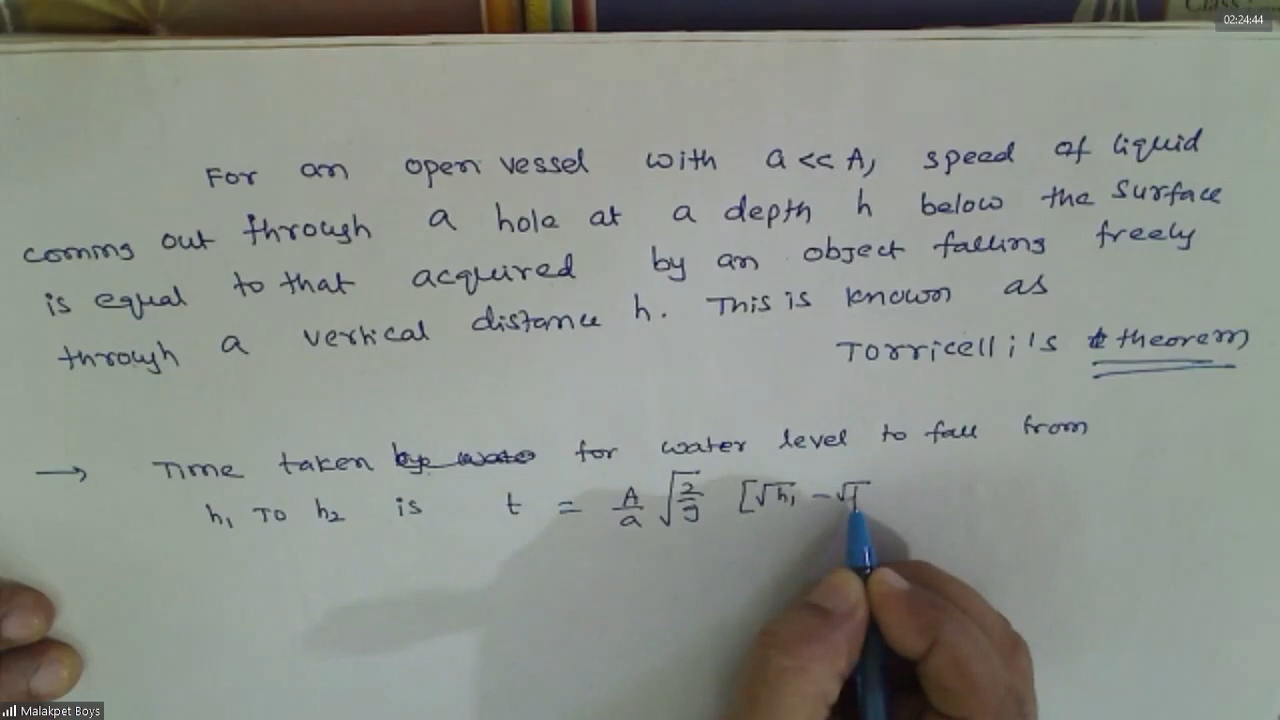 02:24:44
For an open vessel with a << A, speed of liquid
coming out through a hole at a depth h below the surface
is equal to that acquired by an object falling freely
through a vertical distance h. This is known as
Torricelli's theorem
→ Time taken for water level to fall from
h₁ TO h₂ is t = A/a √(2/g) [√h₁ - √
Malakpet Boys